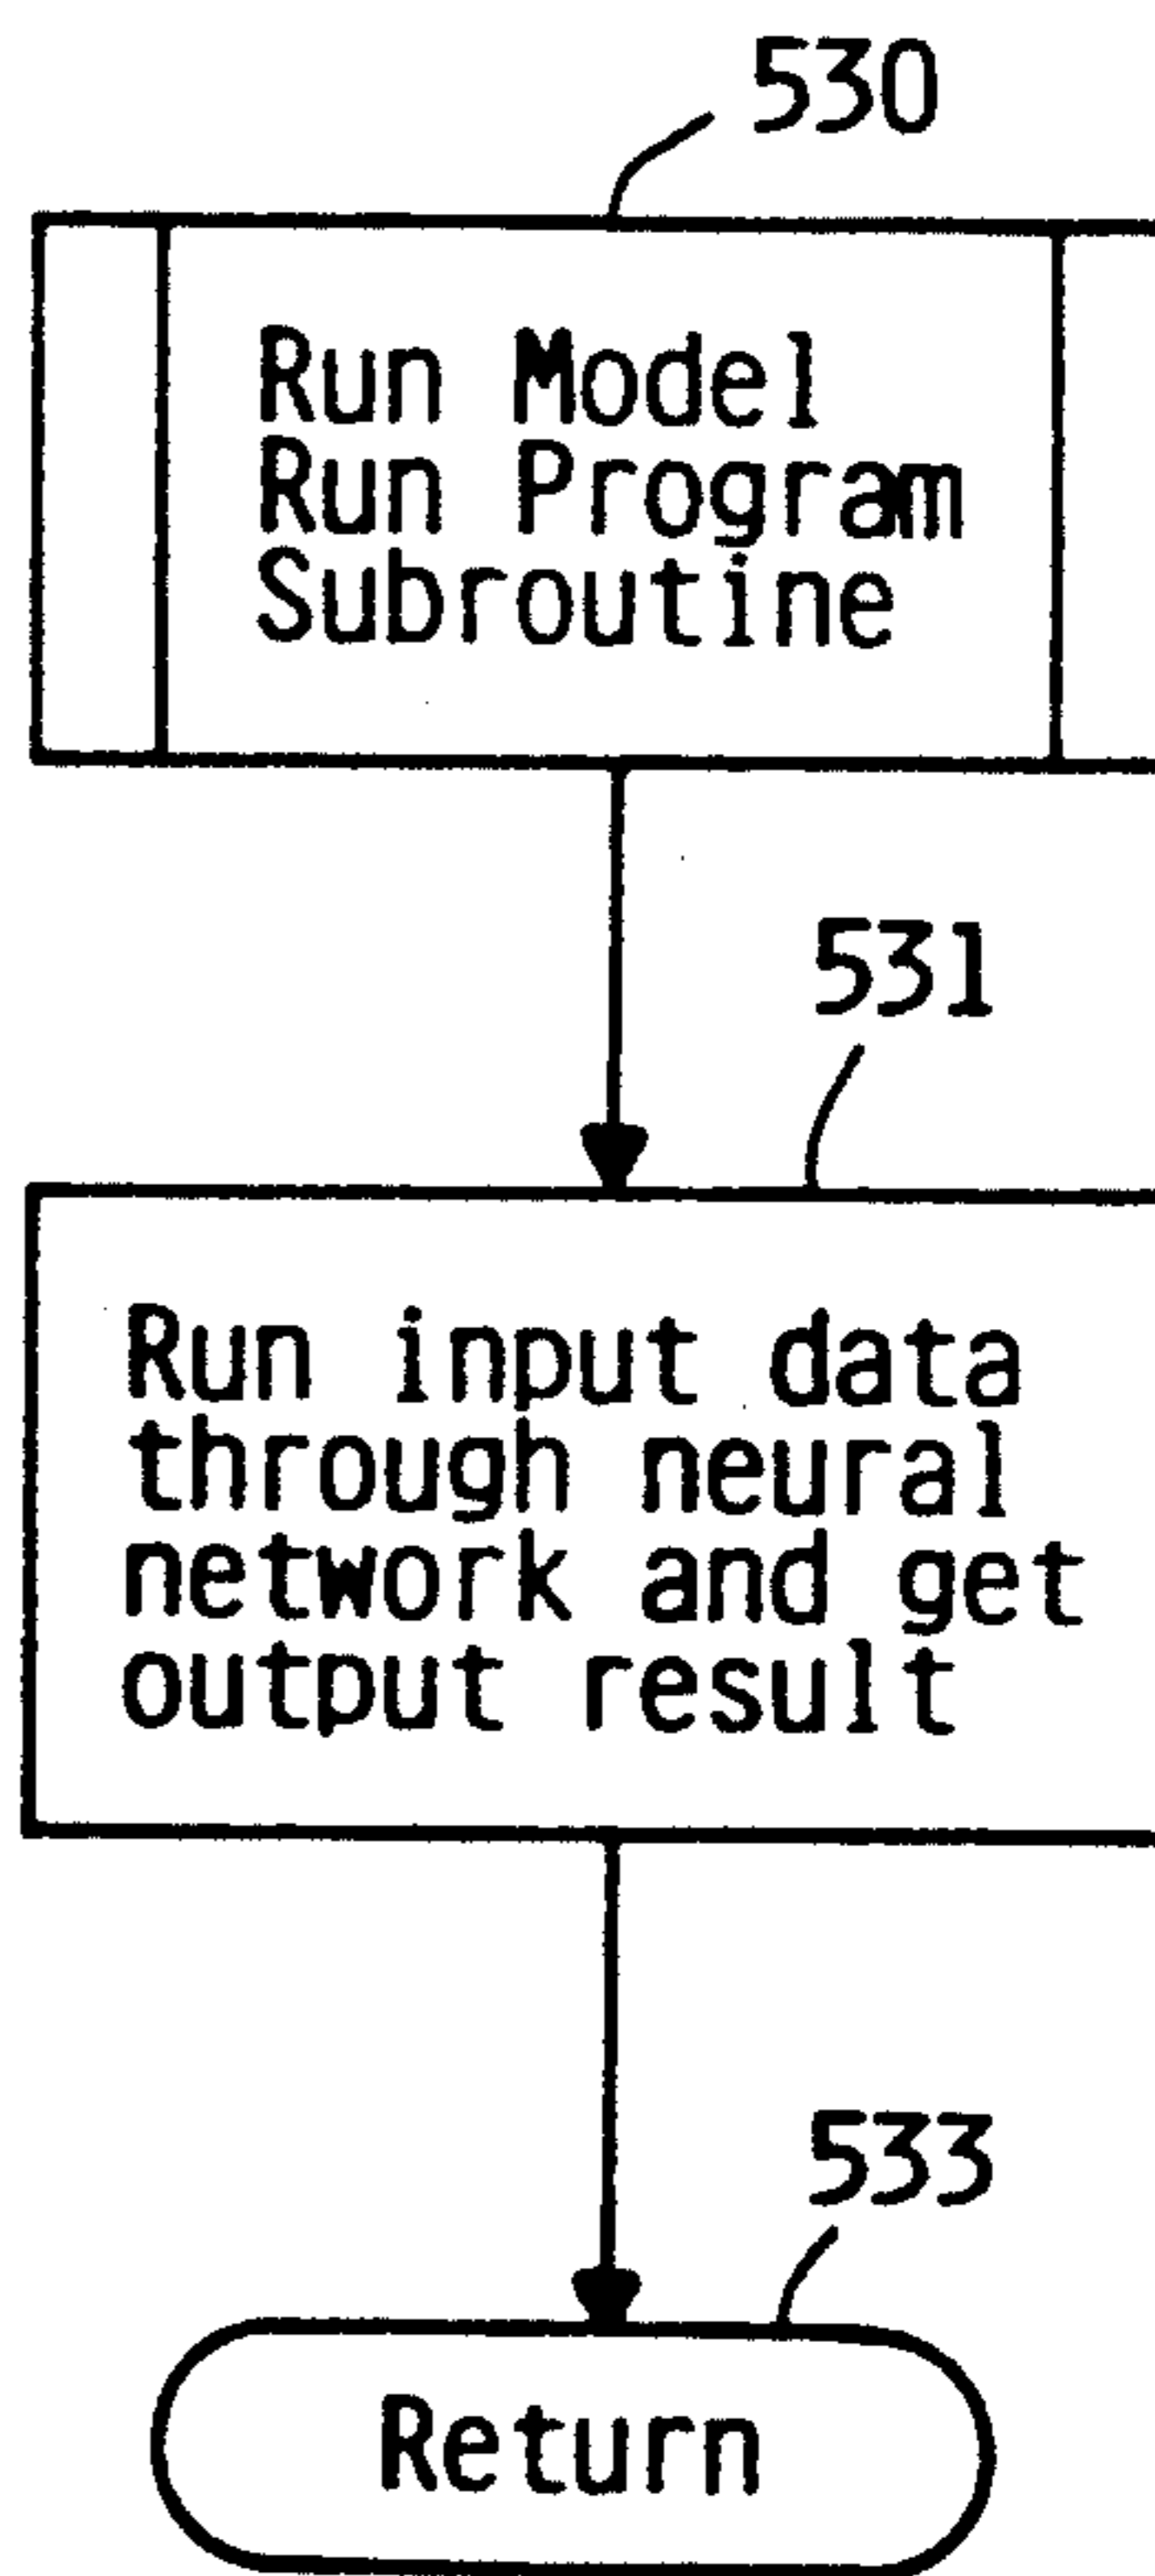 530
Run Model
Run Program
Subroutine
531
Run input data
through neural
network and get
output result
533
Return